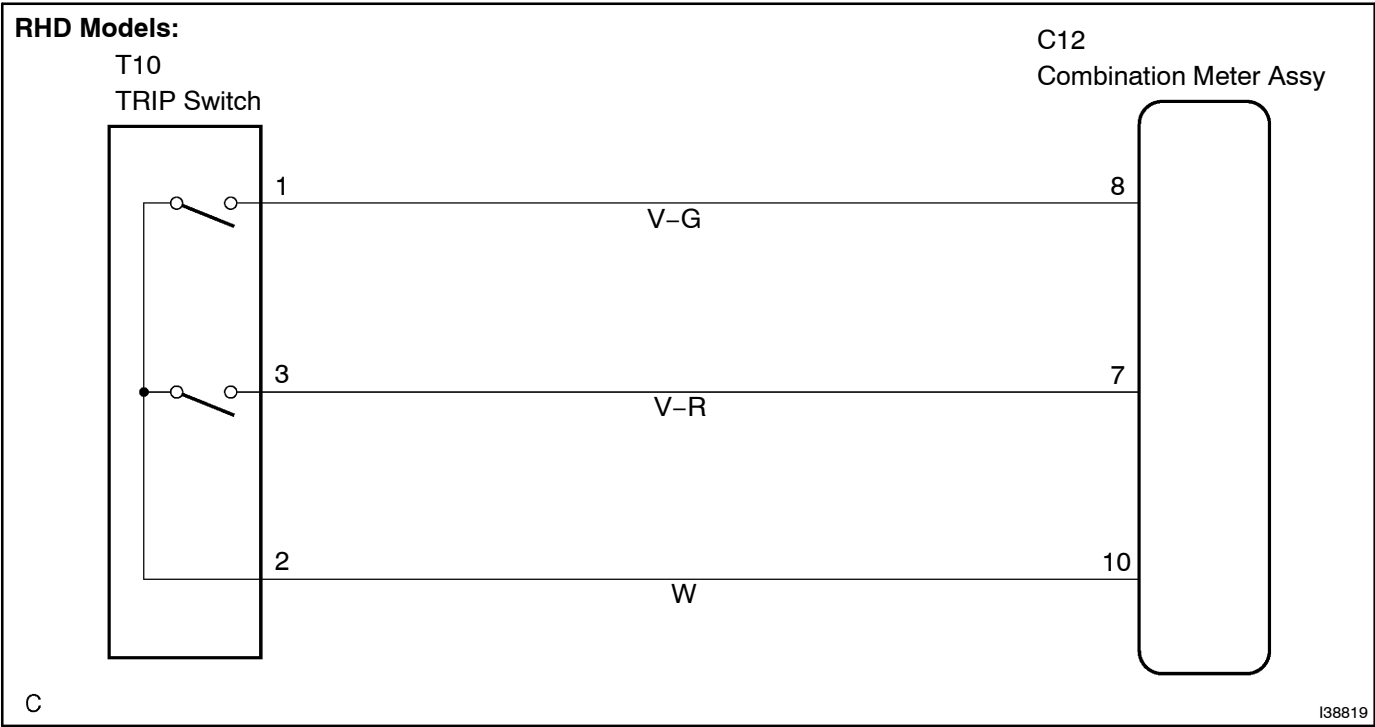 RHD Models:
T10
TRIP Switch
C12
Combination Meter Assy
1
8
V−G
3
7
V−R
2
10
W
C
I38819